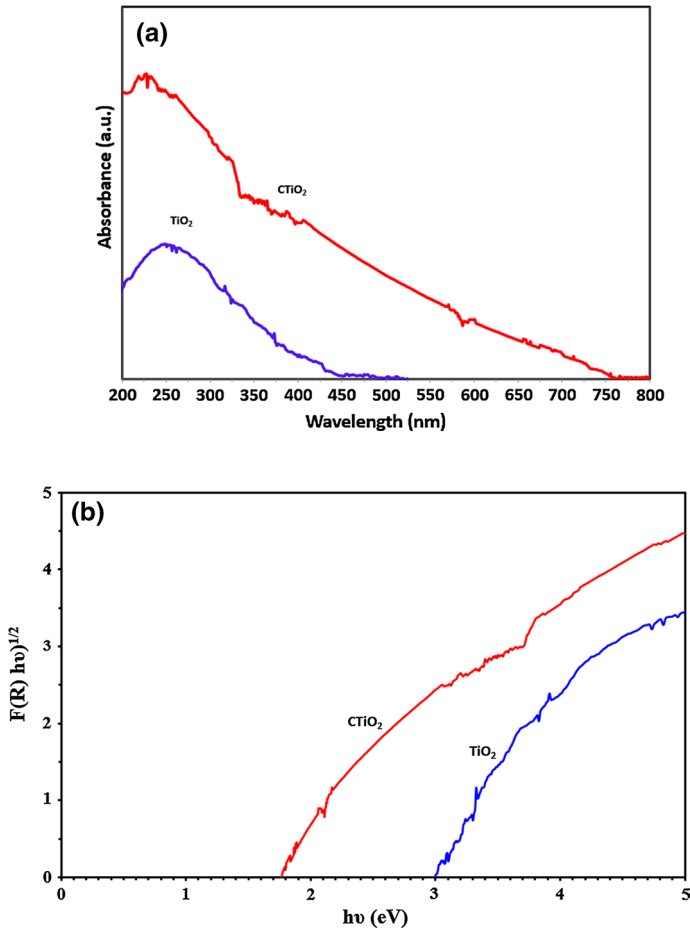 (a)
Absorbance (a.u.)
CTiO₂
TiO₂
200 250 300 350 400 450 500 550 600 650 700 750 800
Wavelength (nm)
(b)
5
4
3
2
1
0
F(R) hυ)^1/2
CTiO₂
TiO₂
0 1 2 3 4 5
hυ (eV)